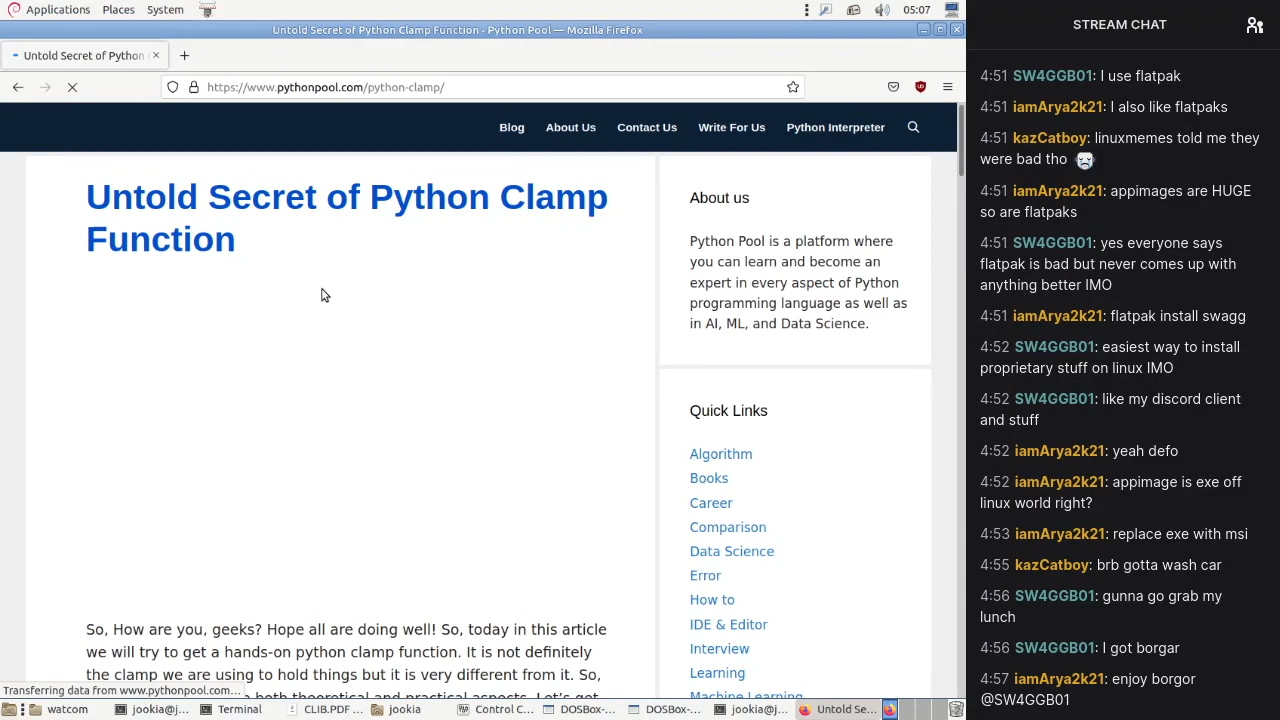 Applications Places System
05:07
Untold Secret of Python Clamp Function - Python Pool — Mozilla Firefox
Untold Secret of Python
https://www.pythonpool.com/python-clamp/
Blog About Us Contact Us Write For Us Python Interpreter
Untold Secret of Python Clamp
Function
So, How are you, geeks? Hope all are doing well! So, today in this article
we will try to get a hands-on python clamp function. It is not definitely
the clamp we are using to hold things but it is very different from it. So,
both theoretical and practical aspects. Let's get
About us
Python Pool is a platform where
you can learn and become an
expert in every aspect of Python
programming language as well as
in AI, ML, and Data Science.
Quick Links
Algorithm
Books
Career
Comparison
Data Science
Error
How to
IDE & Editor
Interview
Learning
Machine Learning
Transferring data from www.pythonpool.com…
watcom jookia@j... Terminal CLIB.PDF ... jookia Control C... DOSBox-... DOSBox-... jookia@j... Untold Se...
STREAM CHAT
4:51 SW4GGB01: I use flatpak
4:51 iamArya2k21: I also like flatpaks
4:51 kazCatboy: linuxmemes told me they
were bad tho
4:51 iamArya2k21: appimages are HUGE
so are flatpaks
4:51 SW4GGB01: yes everyone says
flatpak is bad but never comes up with
anything better IMO
4:51 iamArya2k21: flatpak install swagg
4:52 SW4GGB01: easiest way to install
proprietary stuff on linux IMO
4:52 SW4GGB01: like my discord client
and stuff
4:52 iamArya2k21: yeah defo
4:52 iamArya2k21: appimage is exe off
linux world right?
4:53 iamArya2k21: replace exe with msi
4:55 kazCatboy: brb gotta wash car
4:56 SW4GGB01: gunna go grab my
lunch
4:56 SW4GGB01: I got borgar
4:57 iamArya2k21: enjoy borgor
@SW4GGB01